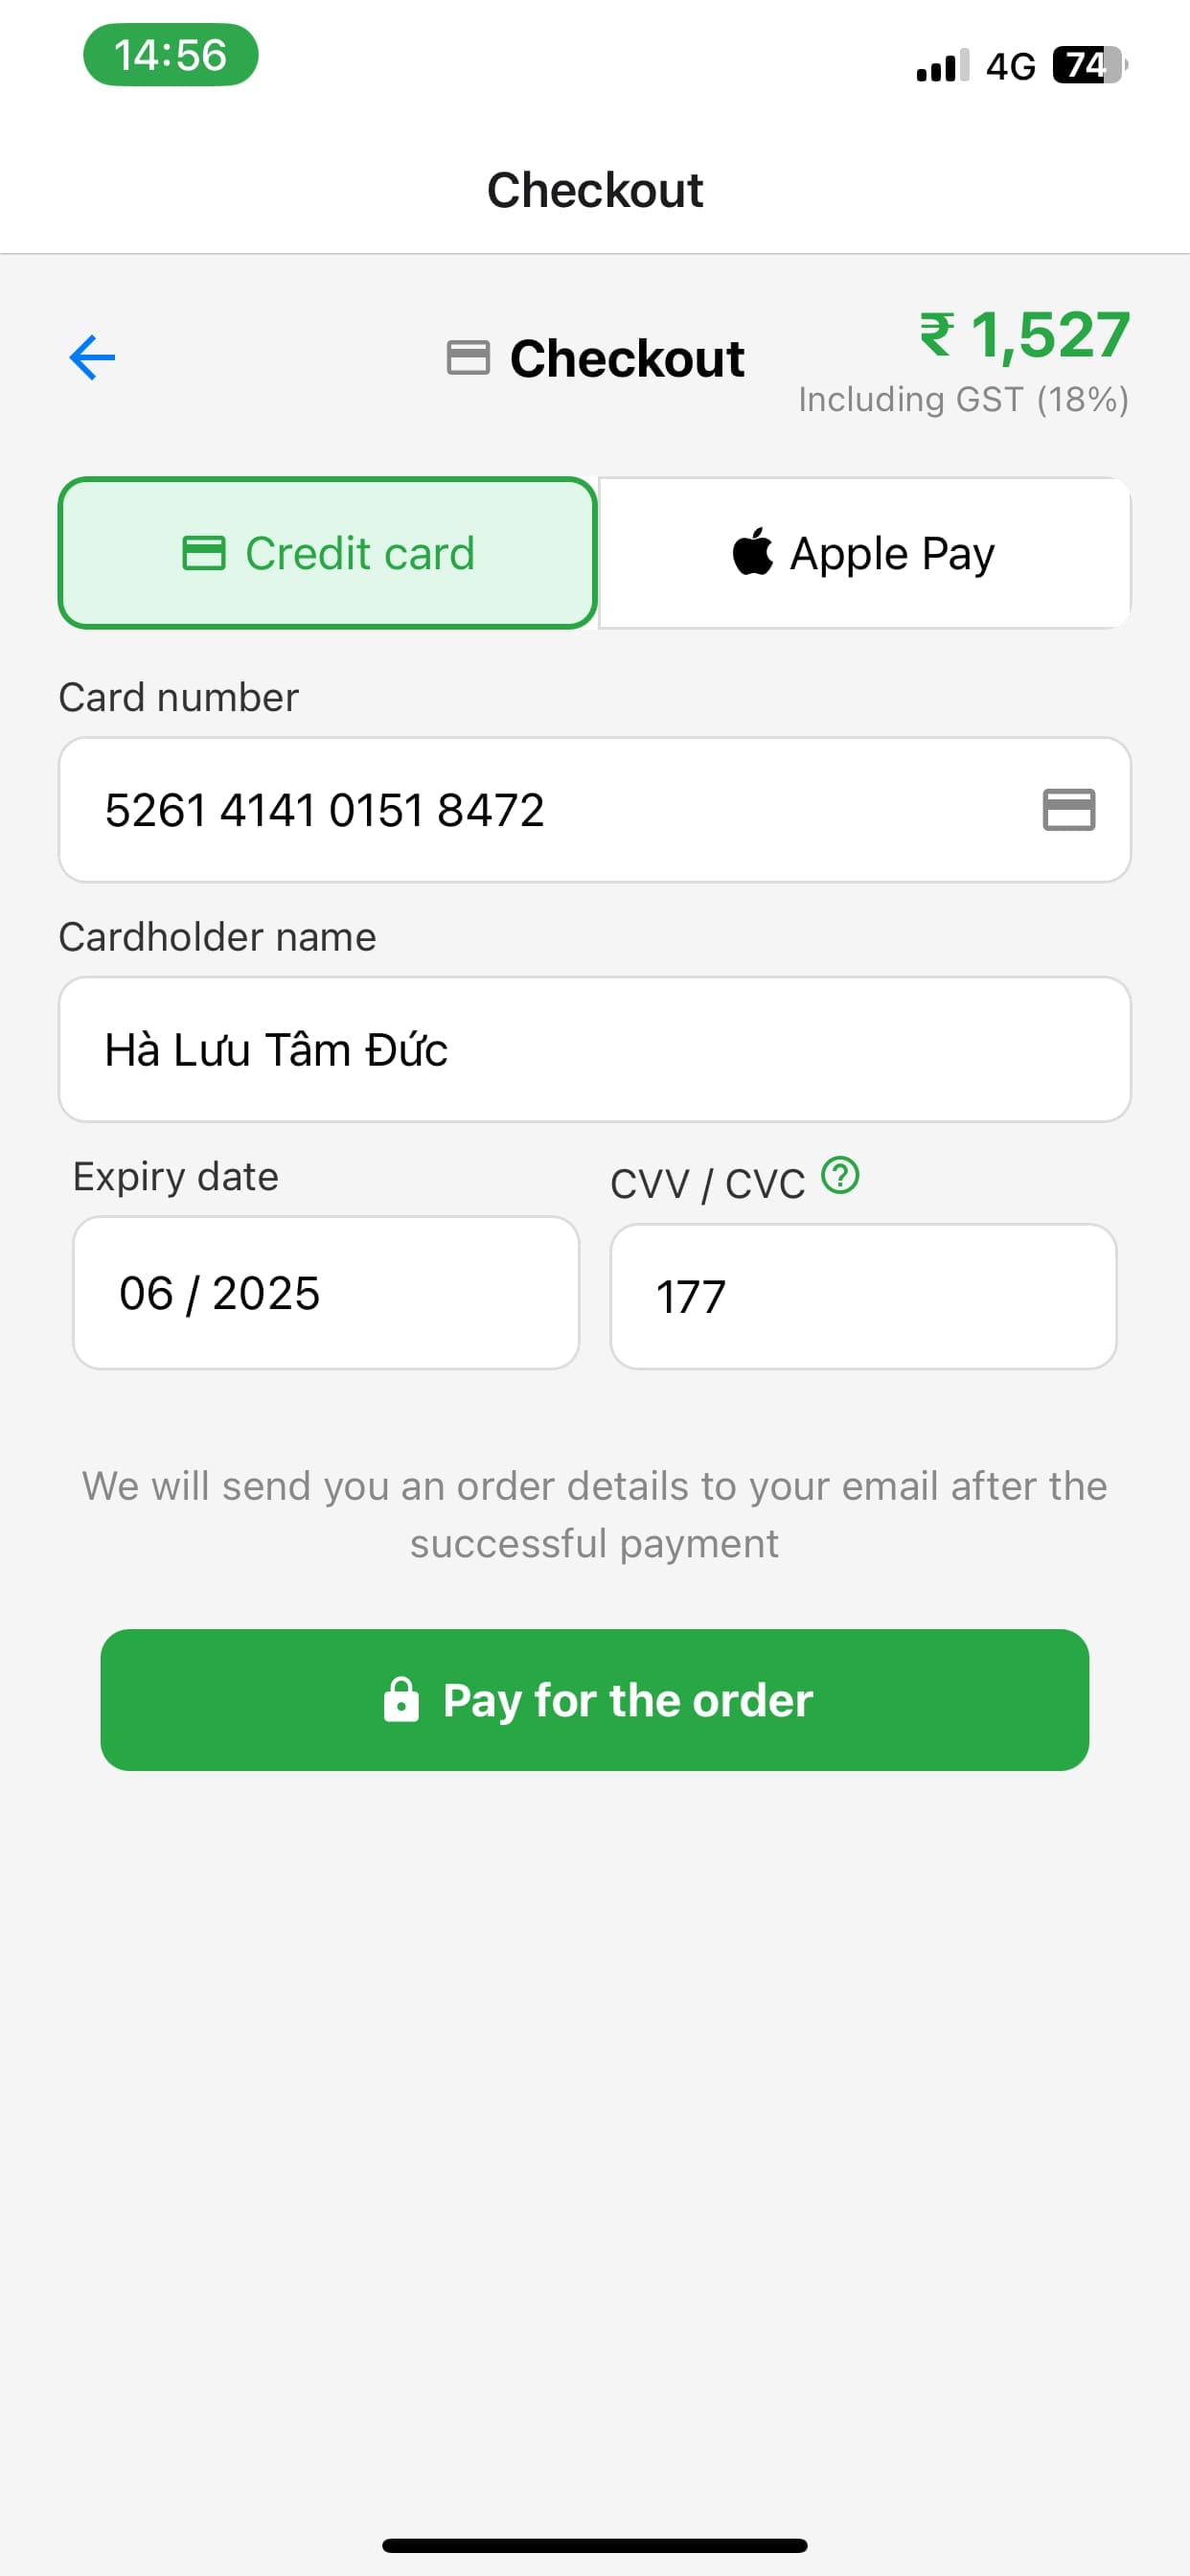 14:56
4G 74
Checkout
Checkout
₹ 1,527
Including GST (18%)
Credit card
Apple Pay
Card number
5261 4141 0151 8472
Cardholder name
Hà Lưu Tâm Đức
Expiry date
CVV / CVC ?
06 / 2025
177
We will send you an order details to your email after the
successful payment
Pay for the order